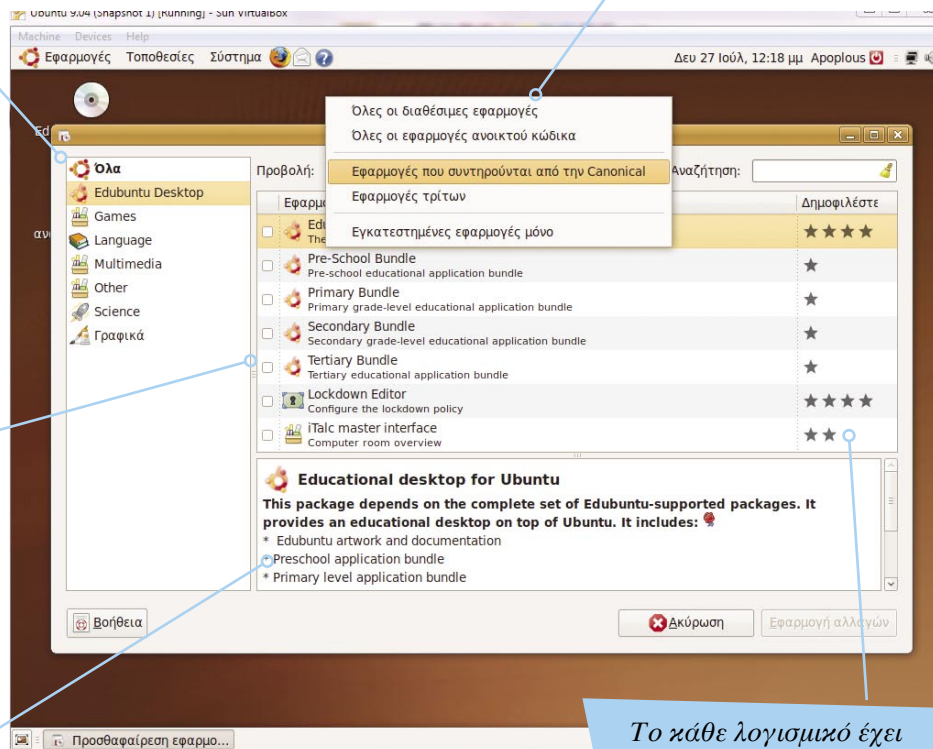 Ubuntu 9.04 (Snapshot 1) [Running] - Sun VirtualBox
Machine Devices Help
Εφαρμογές Τοποθεσίες Σύστημα Δευ 27 Ιούλ, 12:18 μμ Apoplous
Ed
Όλες οι διαθέσιμες εφαρμογές
Όλες οι εφαρμογές ανοικτού κώδικα
Εφαρμογές που συντηρούνται από την Canonical
Εφαρμογές τρίτων
Εγκατεστημένες εφαρμογές μόνο
Προβολή:
Αναζήτηση:
Όλα
Edubuntu Desktop
Games
Language
Multimedia
Other
Science
Γραφικά
Δημοφιλέστε
Pre-School Bundle
Pre-school educational application bundle
Primary Bundle
Primary grade-level educational application bundle
Secondary Bundle
Secondary grade-level educational application bundle
Tertiary Bundle
Tertiary educational application bundle
Lockdown Editor
Configure the lockdown policy
iTalc master interface
Computer room overview
Educational desktop for Ubuntu
This package depends on the complete set of Edubuntu-supported packages. It
provides an educational desktop on top of Ubuntu. It includes:
* Edubuntu artwork and documentation
* Preschool application bundle
* Primary level application bundle
Βοήθεια
Ακύρωση
Εφαρμογή αλλαγών
Προσθαφαίρεση εφαρμο...
Το κάθε λογισμικό έχει